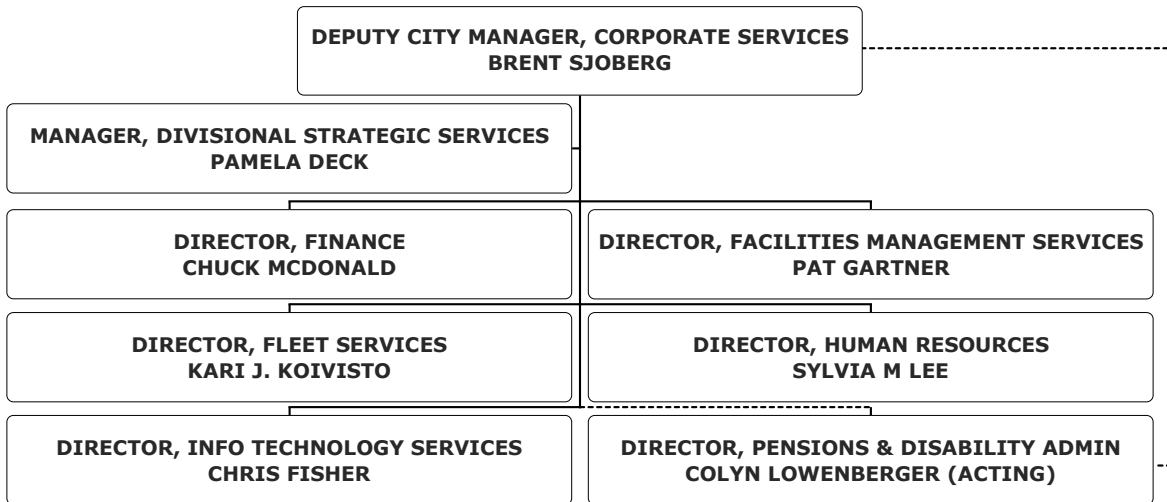 DEPUTY CITY MANAGER, CORPORATE SERVICES
BRENT SJOBERG
MANAGER, DIVISIONAL STRATEGIC SERVICES
PAMELA DECK
DIRECTOR, FINANCE
CHUCK MCDONALD
DIRECTOR, FACILITIES MANAGEMENT SERVICES
PAT GARTNER
DIRECTOR, FLEET SERVICES
KARI J. KOIVISTO
DIRECTOR, HUMAN RESOURCES
SYLVIA M LEE
DIRECTOR, INFO TECHNOLOGY SERVICES
CHRIS FISHER
DIRECTOR, PENSIONS & DISABILITY ADMIN
COLYN LOWENBERGER (ACTING)